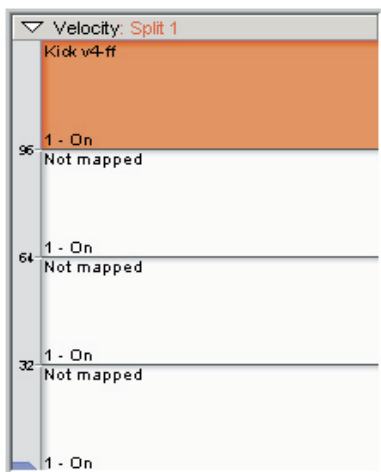 Velocity: Split 1
Kick v4-ff
1 - On
96
Not mapped
1 - On
64
Not mapped
1 - On
32
Not mapped
1 - On